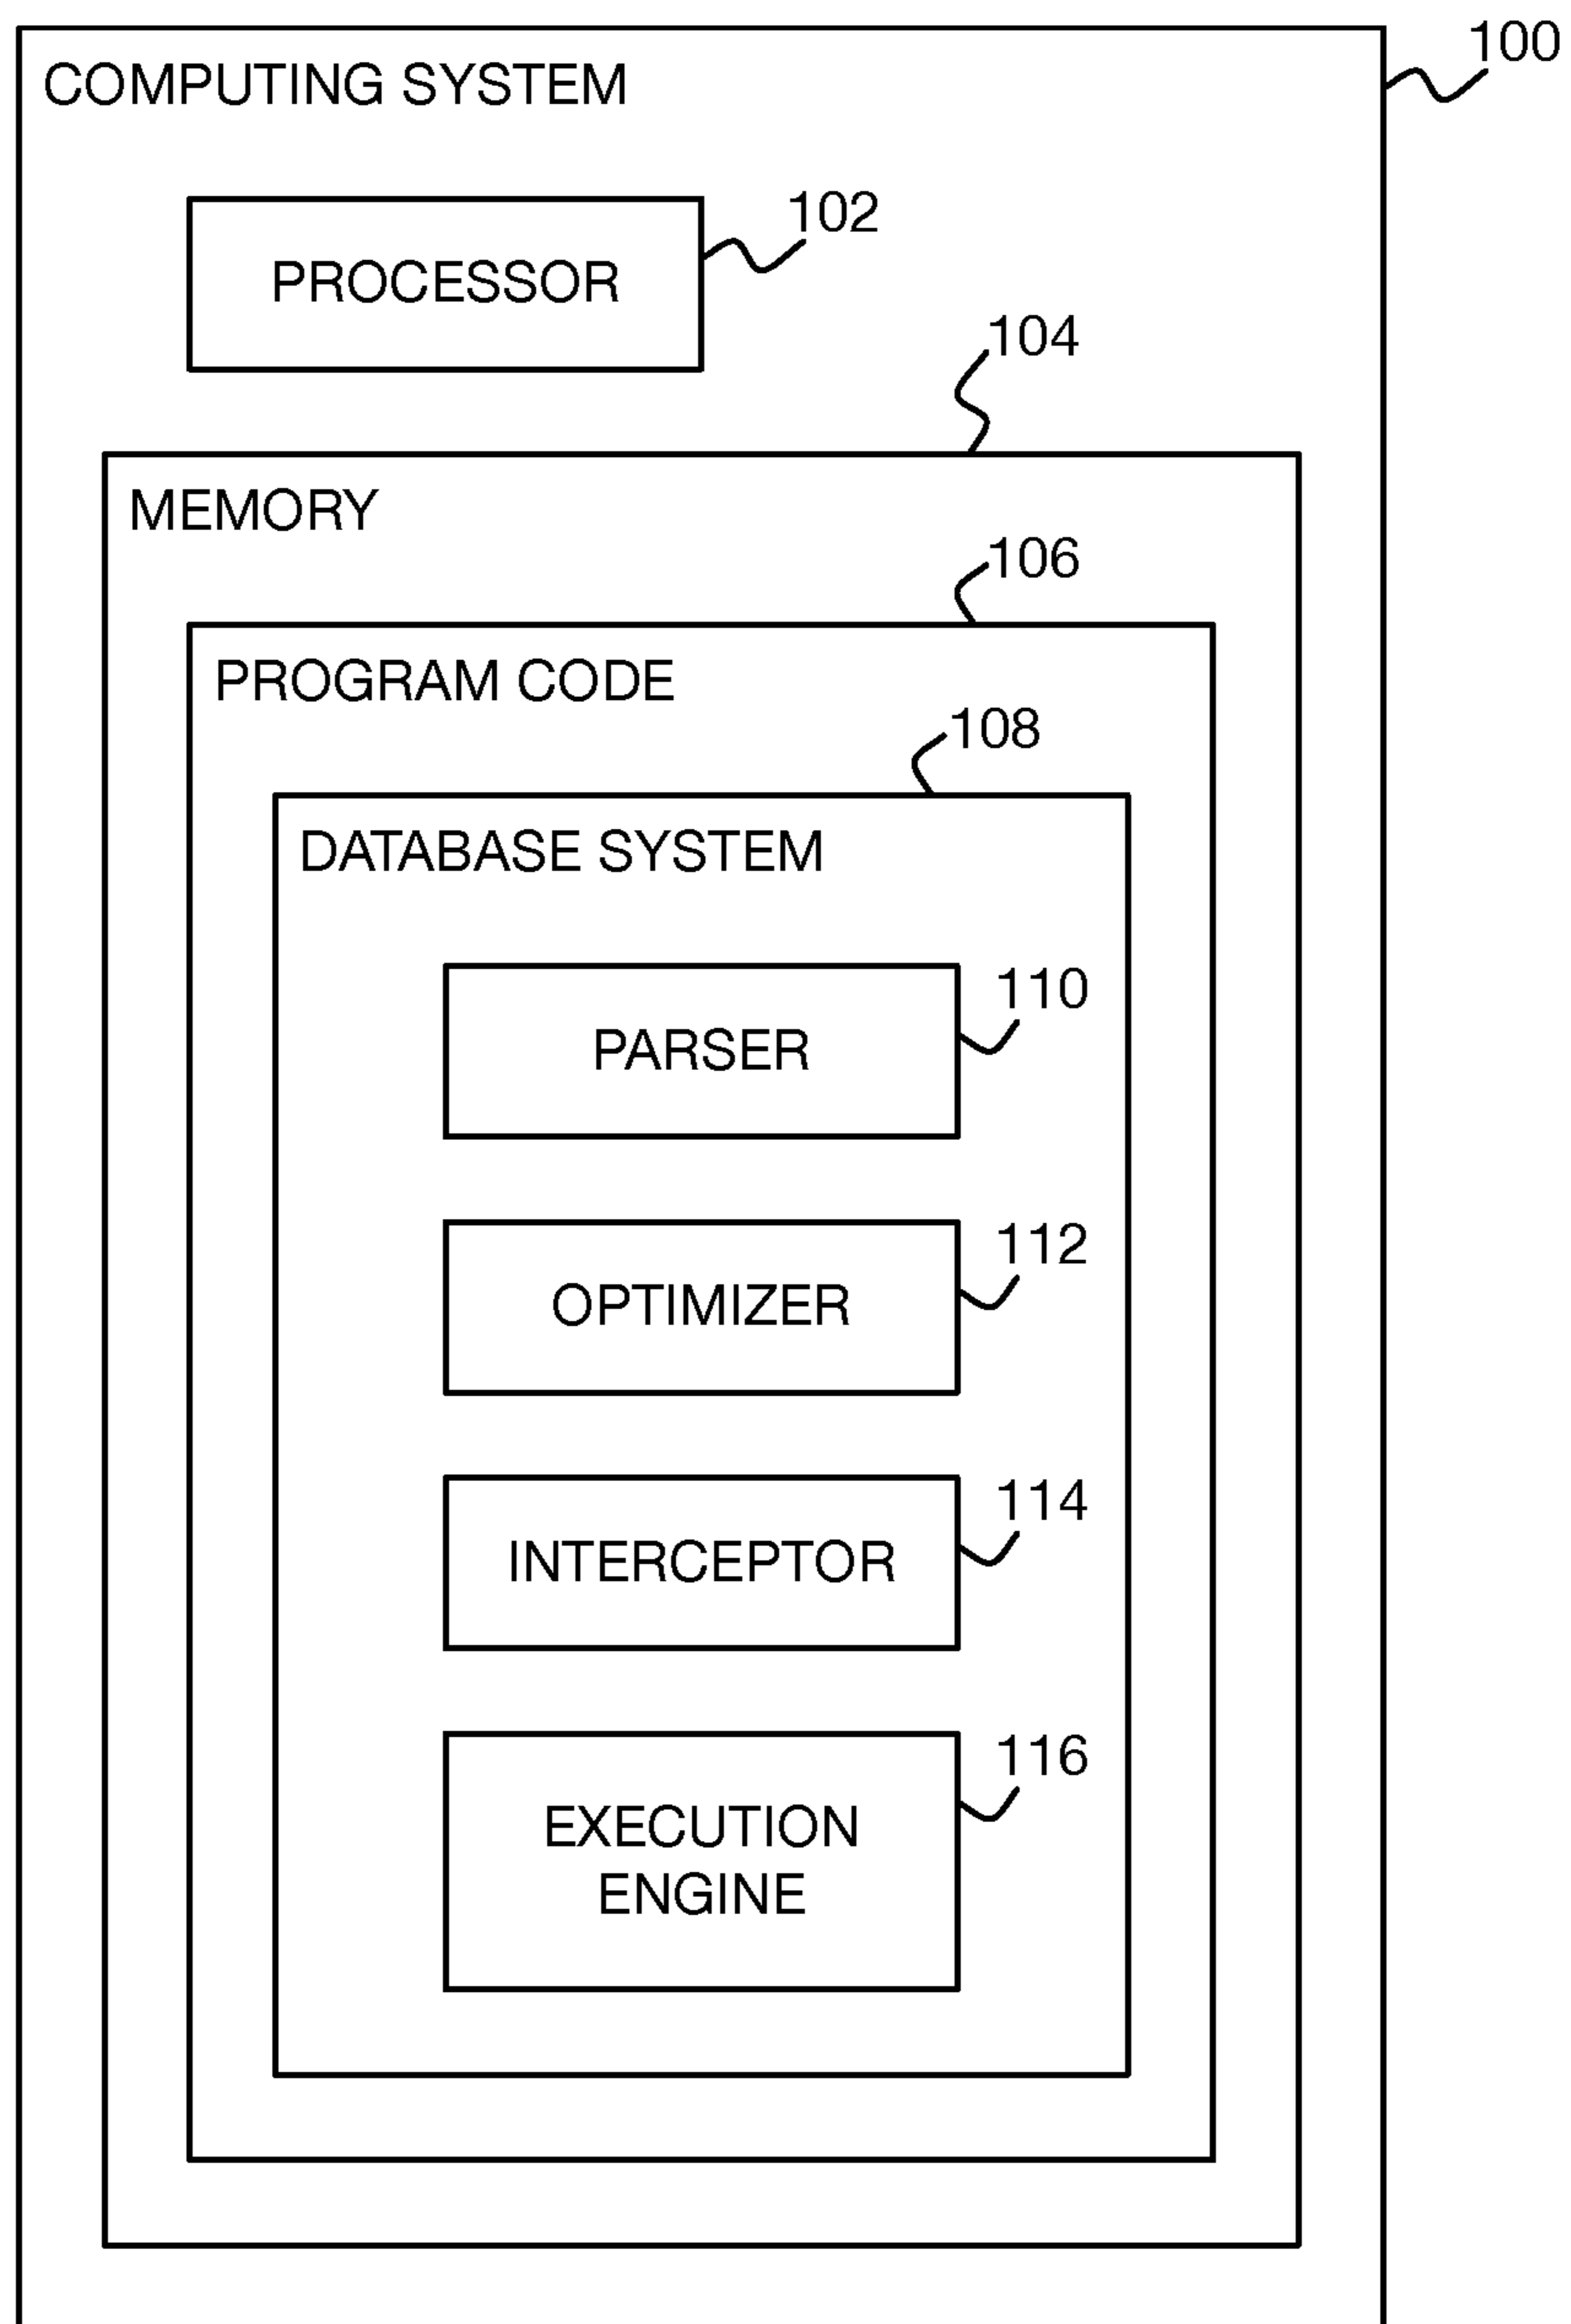 100
COMPUTING SYSTEM
102
PROCESSOR
104
MEMORY
106
PROGRAM CODE
108
DATABASE SYSTEM
110
PARSER
112
OPTIMIZER
114
INTERCEPTOR
116
EXECUTION
ENGINE